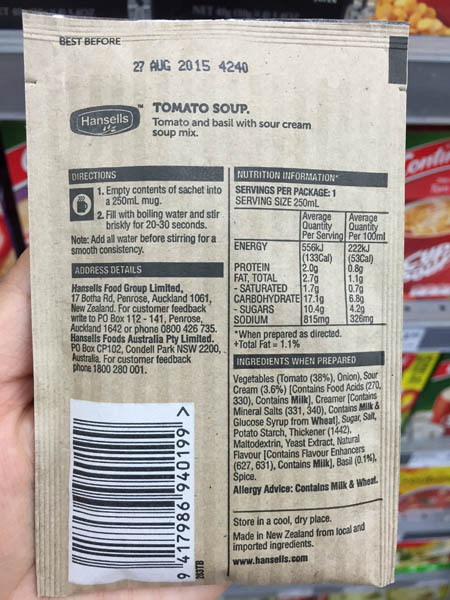 BEST BEFORE
27 AUG 2015 4240
Hansells ™
TOMATO SOUP.
Tomato and basil with sour cream
soup mix.
DIRECTIONS
1. Empty contents of sachet into
a 250mL mug.
2. Fill with boiling water and stir
briskly for 20-30 seconds.
Note: Add all water before stirring for a
smooth consistency.
ADDRESS DETAILS
Hansells Food Group Limited,
17 Botha Rd, Penrose, Auckland 1061,
New Zealand. For customer feedback
write to PO Box 112 - 141, Penrose,
Auckland 1642 or phone 0800 426 735.
Hansells Foods Australia Pty Limited.
PO Box CP102, Condell Park NSW 2200,
Australia. For customer feedback
phone 1800 280 001.
9 417986 940199 >
NUTRITION INFORMATION*
SERVINGS PER PACKAGE: 1
SERVING SIZE 250mL
Average Average
Quantity Quantity
Per Serving Per 100ml
ENERGY 556kJ 222kJ
(133Cal) (53Cal)
PROTEIN 2.0g 0.8g
FAT, TOTAL 2.7g 1.1g
- SATURATED 1.7g 0.7g
CARBOHYDRATE 17.1g 6.8g
- SUGARS 10.4g 4.2g
SODIUM 815mg 326mg
*When prepared as directed.
+Total Fat = 1.1%
INGREDIENTS WHEN PREPARED
Vegetables (Tomato (38%), Onion), Sour
Cream (3.6%) [Contains Food Acids (270,
330), Contains Milk], Creamer [Contains
Mineral Salts (331, 340), Contains Milk &
Glucose Syrup from Wheat], Sugar, Salt,
Potato Starch, Thickener (1442),
Maltodextrin, Yeast Extract, Natural
Flavour [Contains Flavour Enhancers
(627, 631), Contains Milk], Basil (0.1%),
Spice.
Allergy Advice: Contains Milk & Wheat.
Store in a cool, dry place.
Made in New Zealand from local and
imported ingredients.
www.hansells.com